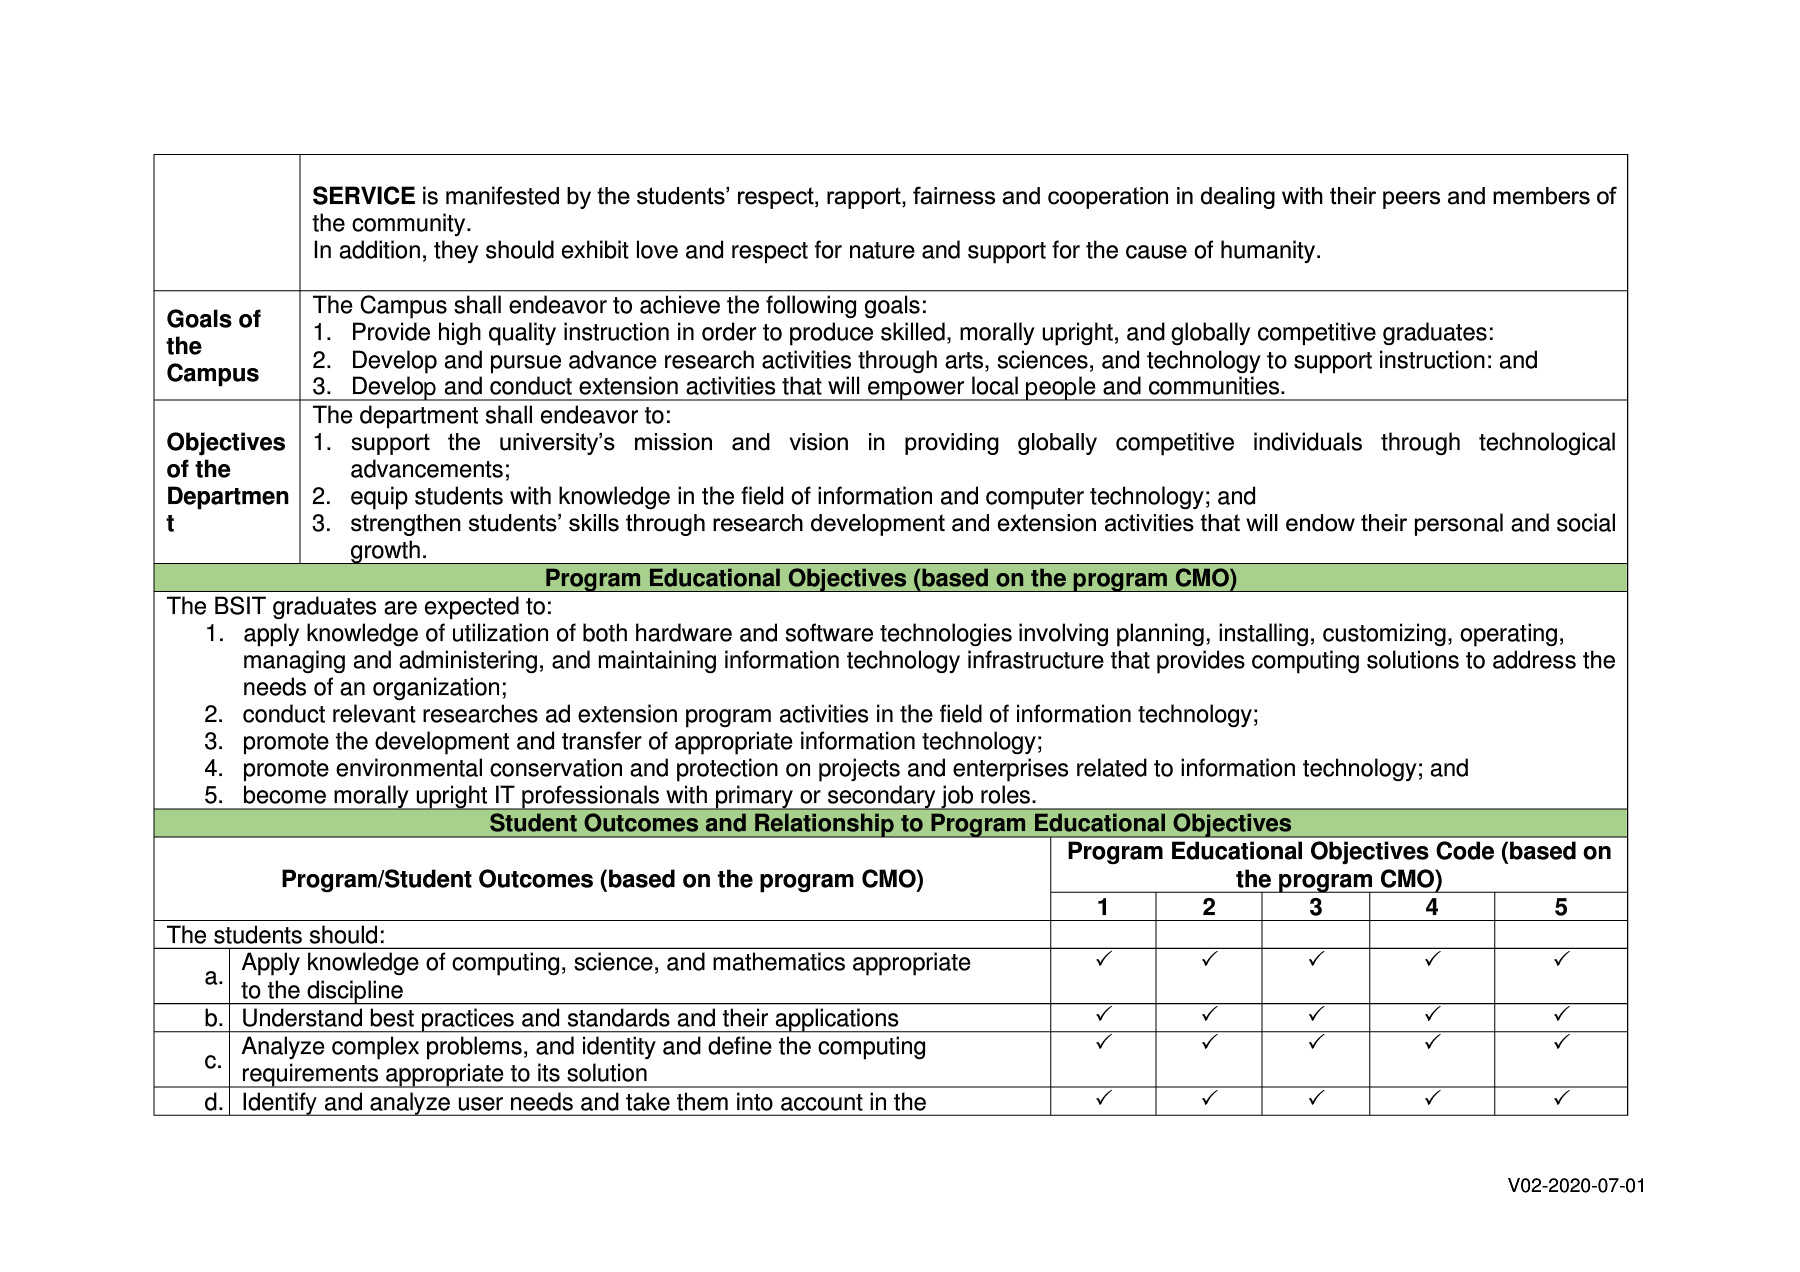 SERVICE is manifested by the students’ respect, rapport, fairness and cooperation in dealing with their peers and members of
the community.
In addition, they should exhibit love and respect for nature and support for the cause of humanity.
Goals of
the
Campus
The Campus shall endeavor to achieve the following goals:
1. Provide high quality instruction in order to produce skilled, morally upright, and globally competitive graduates:
2. Develop and pursue advance research activities through arts, sciences, and technology to support instruction: and
3. Develop and conduct extension activities that will empower local people and communities.
Objectives
of the
Departmen
t
The department shall endeavor to:
1. support the university’s mission and vision in providing globally competitive individuals through technological
advancements;
2. equip students with knowledge in the field of information and computer technology; and
3. strengthen students’ skills through research development and extension activities that will endow their personal and social
growth.
Program Educational Objectives (based on the program CMO)
The BSIT graduates are expected to:
1. apply knowledge of utilization of both hardware and software technologies involving planning, installing, customizing, operating,
managing and administering, and maintaining information technology infrastructure that provides computing solutions to address the
needs of an organization;
2. conduct relevant researches ad extension program activities in the field of information technology;
3. promote the development and transfer of appropriate information technology;
4. promote environmental conservation and protection on projects and enterprises related to information technology; and
5. become morally upright IT professionals with primary or secondary job roles.
Student Outcomes and Relationship to Program Educational Objectives
Program/Student Outcomes (based on the program CMO)
Program Educational Objectives Code (based on
the program CMO)
1 2 3 4 5
The students should:
a. Apply knowledge of computing, science, and mathematics appropriate
to the discipline
✓ ✓ ✓ ✓ ✓
b. Understand best practices and standards and their applications ✓ ✓ ✓ ✓ ✓
c. Analyze complex problems, and identity and define the computing
requirements appropriate to its solution
✓ ✓ ✓ ✓ ✓
d. Identify and analyze user needs and take them into account in the ✓ ✓ ✓ ✓ ✓
V02-2020-07-01